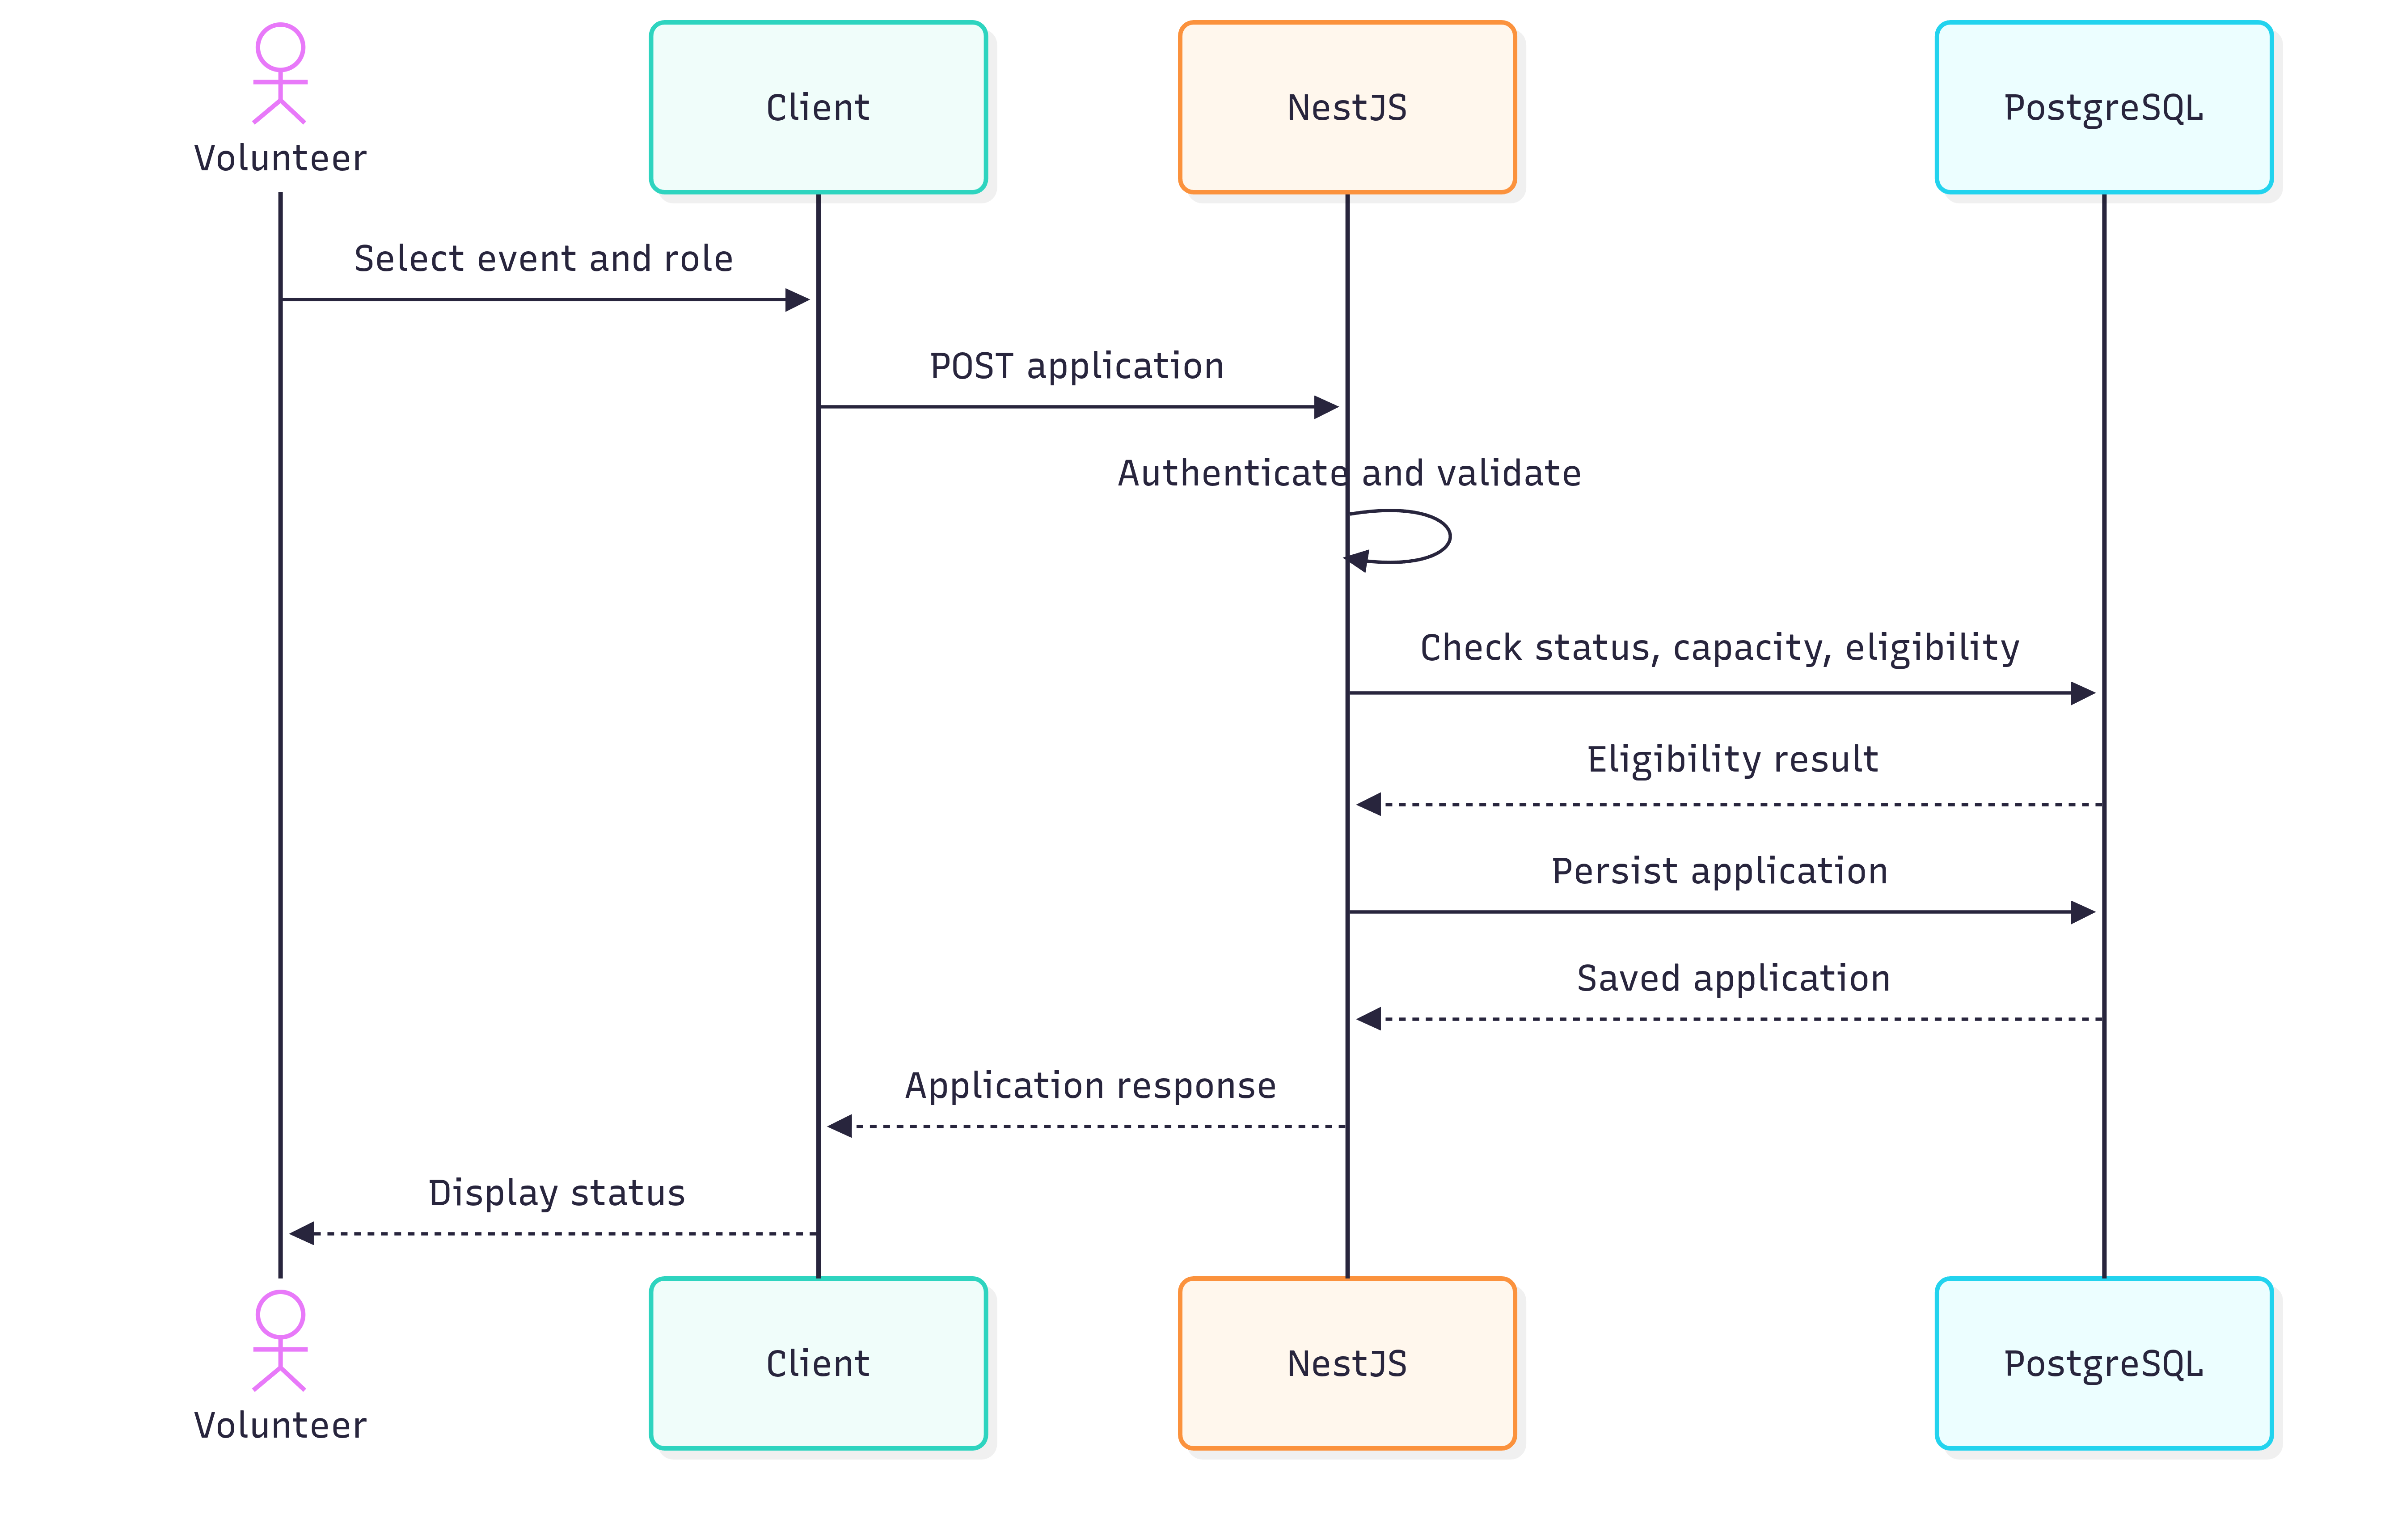 Volunteer
Client
NestJS
PostgreSQL
Select event and role
POST application
Authenticate and validate
Check status, capacity, eligibility
Eligibility result
Persist application
Saved application
Application response
Display status
Volunteer
Client
NestJS
PostgreSQL